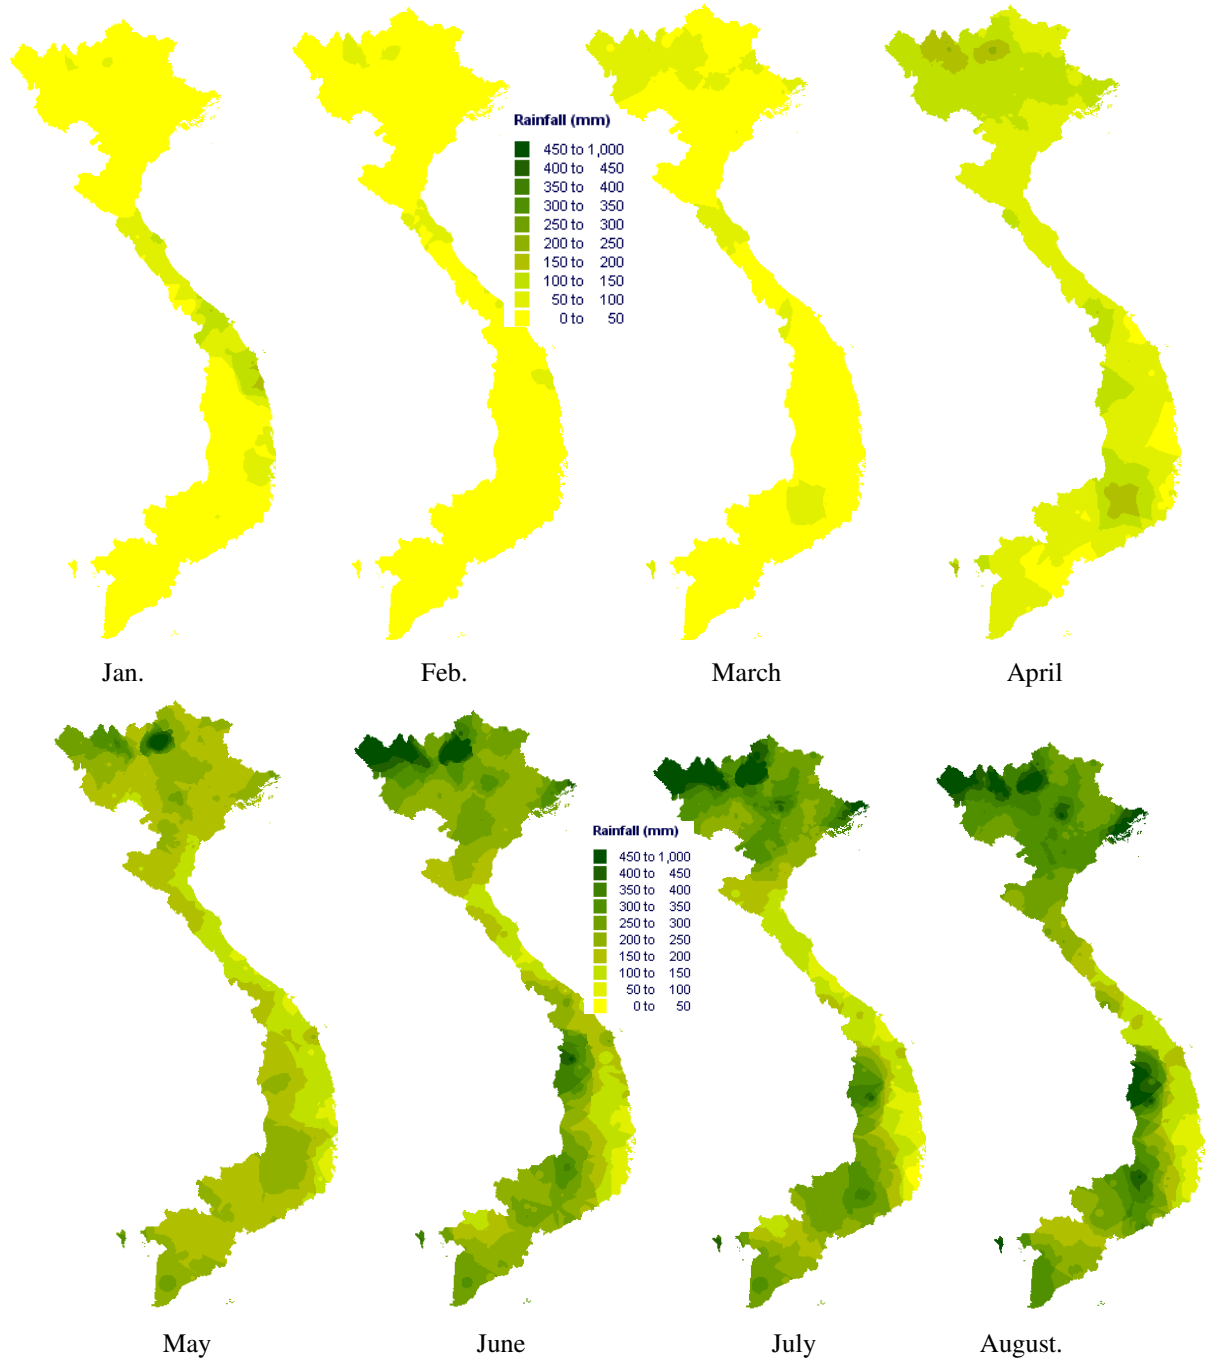 Rainfall (mm)
450 to 1,000
400 to 450
350 to 400
300 to 350
250 to 300
200 to 250
150 to 200
100 to 150
50 to 100
0 to 50
Jan.
Feb.
March
April
Rainfall (mm)
450 to 1,000
400 to 450
350 to 400
300 to 350
250 to 300
200 to 250
150 to 200
100 to 150
50 to 100
0 to 50
May
June
July
August.